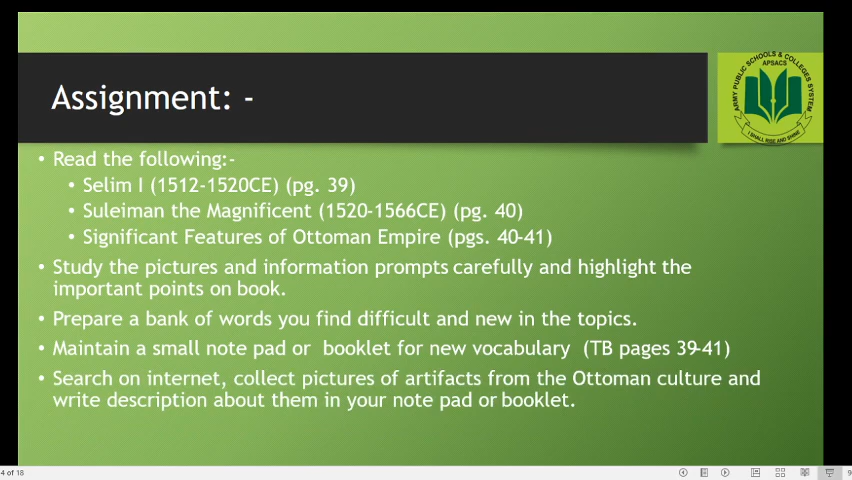 Assignment: -
ARMY PUBLIC SCHOOLS & COLLEGES SYSTEM
APSACS
I SHALL RISE AND SHINE
• Read the following:-
• Selim I (1512-1520CE) (pg. 39)
• Suleiman the Magnificent (1520-1566CE) (pg. 40)
• Significant Features of Ottoman Empire (pgs. 40-41)
• Study the pictures and information prompts carefully and highlight the
important points on book.
• Prepare a bank of words you find difficult and new in the topics.
• Maintain a small note pad or booklet for new vocabulary (TB pages 39-41)
• Search on internet, collect pictures of artifacts from the Ottoman culture and
write description about them in your note pad or booklet.
4 of 18
9